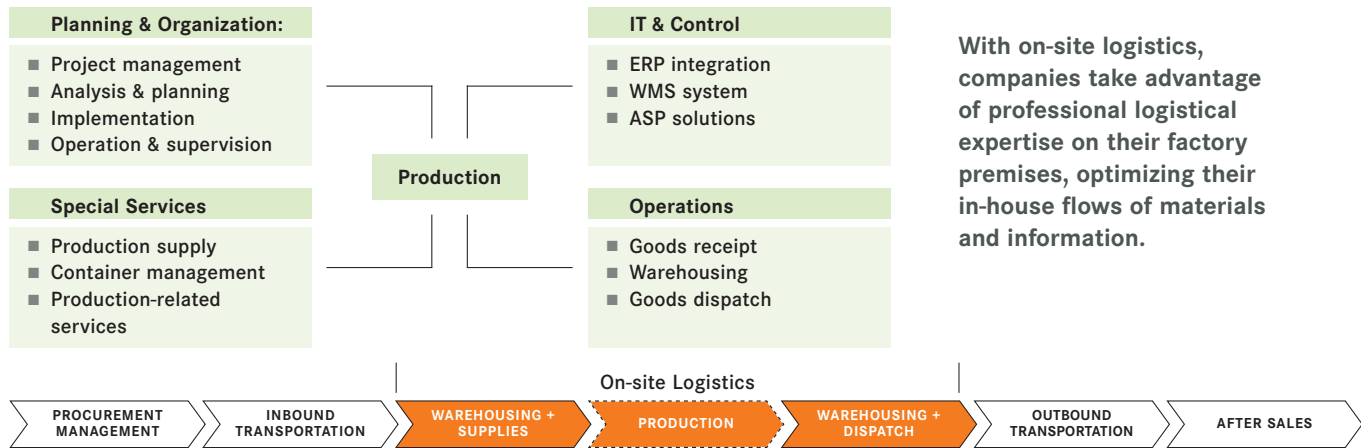 Planning & Organization:
■ Project management
■ Analysis & planning
■ Implementation
■ Operation & supervision
Special Services
■ Production supply
■ Container management
■ Production-related
services
Production
IT & Control
■ ERP integration
■ WMS system
■ ASP solutions
Operations
■ Goods receipt
■ Warehousing
■ Goods dispatch
With on-site logistics,
companies take advantage
of professional logistical
expertise on their factory
premises, optimizing their
in-house flows of materials
and information.
On-site Logistics
PROCUREMENT
MANAGEMENT
INBOUND
TRANSPORTATION
WAREHOUSING +
SUPPLIES
PRODUCTION
WAREHOUSING +
DISPATCH
OUTBOUND
TRANSPORTATION
AFTER SALES